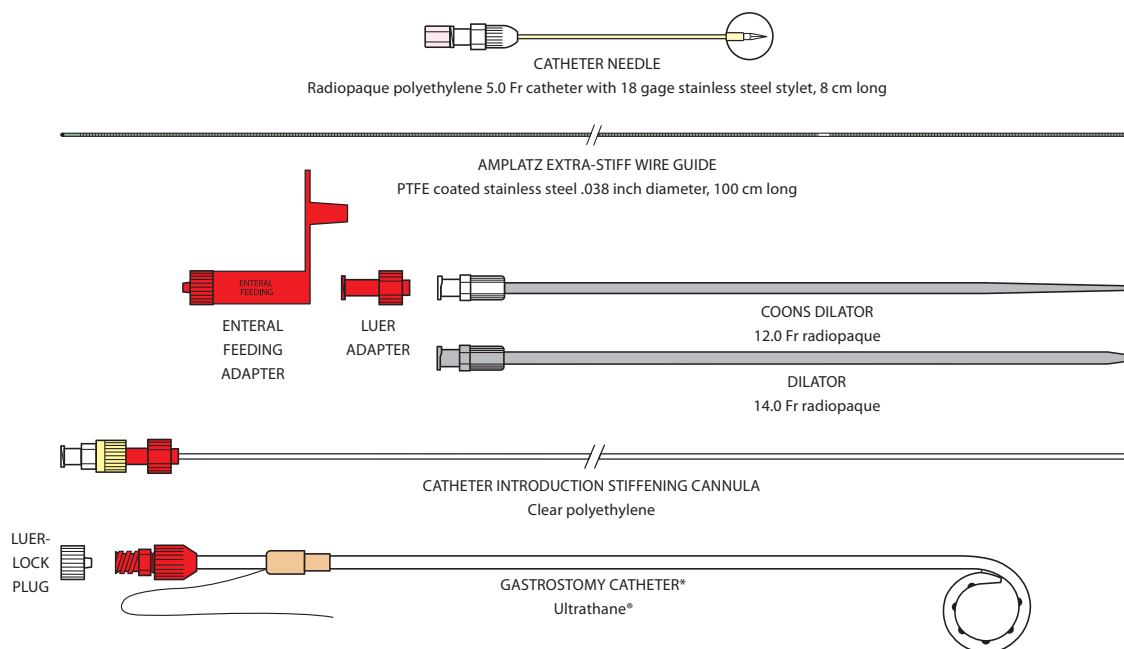 CATHETER NEEDLE
Radiopaque polyethylene 5.0 Fr catheter with 18 gage stainless steel stylet, 8 cm long
AMPLATZ EXTRA-STIFF WIRE GUIDE
PTFE coated stainless steel .038 inch diameter, 100 cm long
ENTERAL
FEEDING
ENTERAL
FEEDING
ADAPTER
LUER
ADAPTER
COONS DILATOR
12.0 Fr radiopaque
DILATOR
14.0 Fr radiopaque
CATHETER INTRODUCTION STIFFENING CANNULA
Clear polyethylene
LUER-
LOCK
PLUG
GASTROSTOMY CATHETER*
Ultrathane®